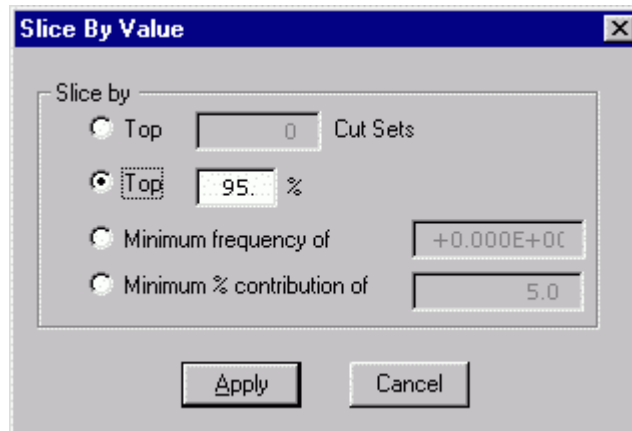 Slice By Value
Slice by
Top 0 Cut Sets
Top 95. %
Minimum frequency of +0.000E+00
Minimum % contribution of 5.0
Apply Cancel